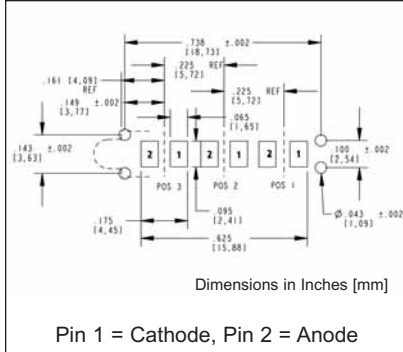 .738 ±.002
[18,73]
.225
[5,72] REF
.161 [4,09]
REF
.225
[5,72] REF
.149 ±.002
[3,77]
.065
[1,65]
.143 ±.002
[3,63]
.100 ±.002
[2,54]
2 1 2 1 2 1
POS 3 POS 2 POS 1
.175
[4,45]
.095
[2,41]
Ø.043 ±.002
[1,09]
.625
[15,88]
Dimensions in Inches [mm]
Pin 1 = Cathode, Pin 2 = Anode